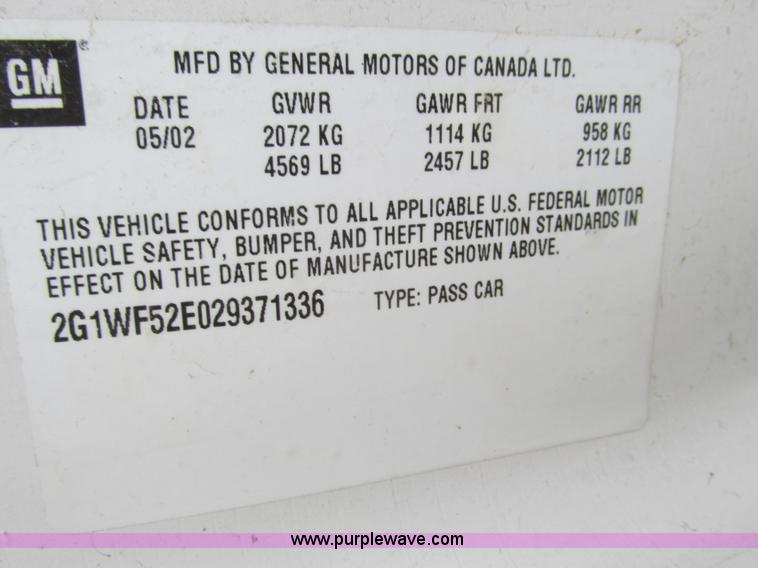 GM ®
MFD BY GENERAL MOTORS OF CANADA LTD.
DATE GVWR GAWR FRT GAWR RR
05/02 2072 KG 1114 KG 958 KG
4569 LB 2457 LB 2112 LB
THIS VEHICLE CONFORMS TO ALL APPLICABLE U.S. FEDERAL MOTOR
VEHICLE SAFETY, BUMPER, AND THEFT PREVENTION STANDARDS IN
EFFECT ON THE DATE OF MANUFACTURE SHOWN ABOVE.
2G1WF52E029371336 TYPE: PASS CAR
www.purplewave.com